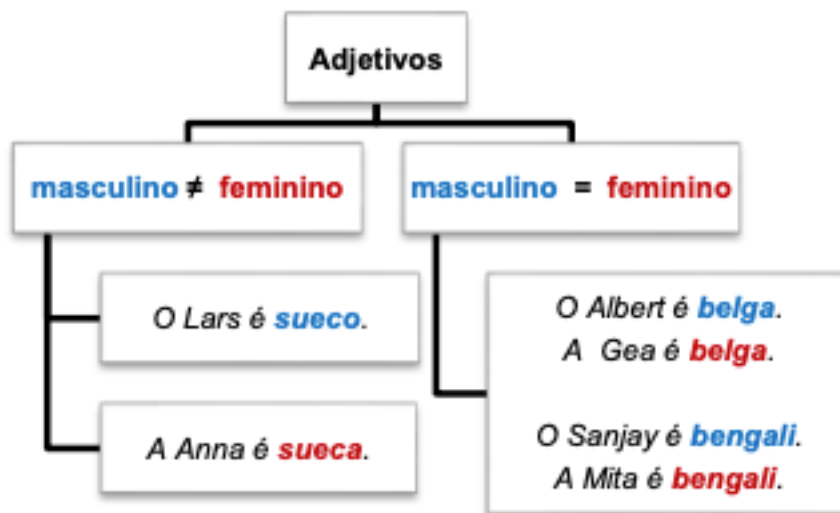 Adjetivos
masculino ≠ feminino
masculino = feminino
O Lars é sueco.
A Anna é sueca.
O Albert é belga.
A Gea é belga.
O Sanjay é bengali.
A Mita é bengali.